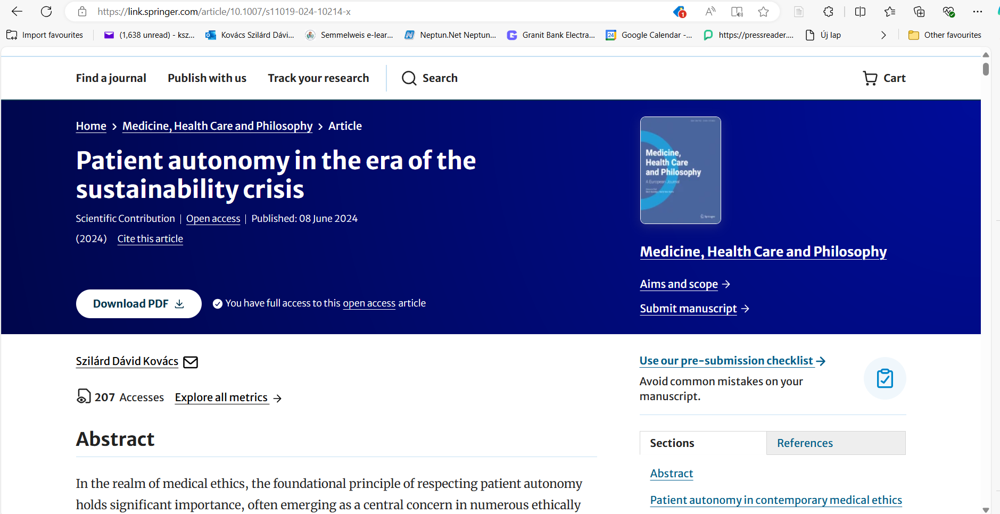 https://link.springer.com/article/10.1007/s11019-024-10214-x
1
Import favourites
(1,638 unread) - ksz...
Kovács Szilárd Dávi...
Semmelweis e-lear...
Neptun.Net Neptun...
Granit Bank Electra...
24
Google Calendar -...
https://pressreader....
Új lap
Other favourites
Find a journal
Publish with us
Track your research
Search
Cart
Home > Medicine, Health Care and Philosophy > Article
Patient autonomy in the era of the
sustainability crisis
Scientific Contribution | Open access | Published: 08 June 2024
(2024) Cite this article
Download PDF
You have full access to this open access article
Medicine,
Health Care
and Philosophy
A European Journal
Springer
Medicine, Health Care and Philosophy
Aims and scope →
Submit manuscript →
Szilárd Dávid Kovács
207 Accesses
Explore all metrics →
Abstract
In the realm of medical ethics, the foundational principle of respecting patient autonomy
holds significant importance, often emerging as a central concern in numerous ethically
Use our pre-submission checklist →
Avoid common mistakes on your
manuscript.
Sections
References
Abstract
Patient autonomy in contemporary medical ethics